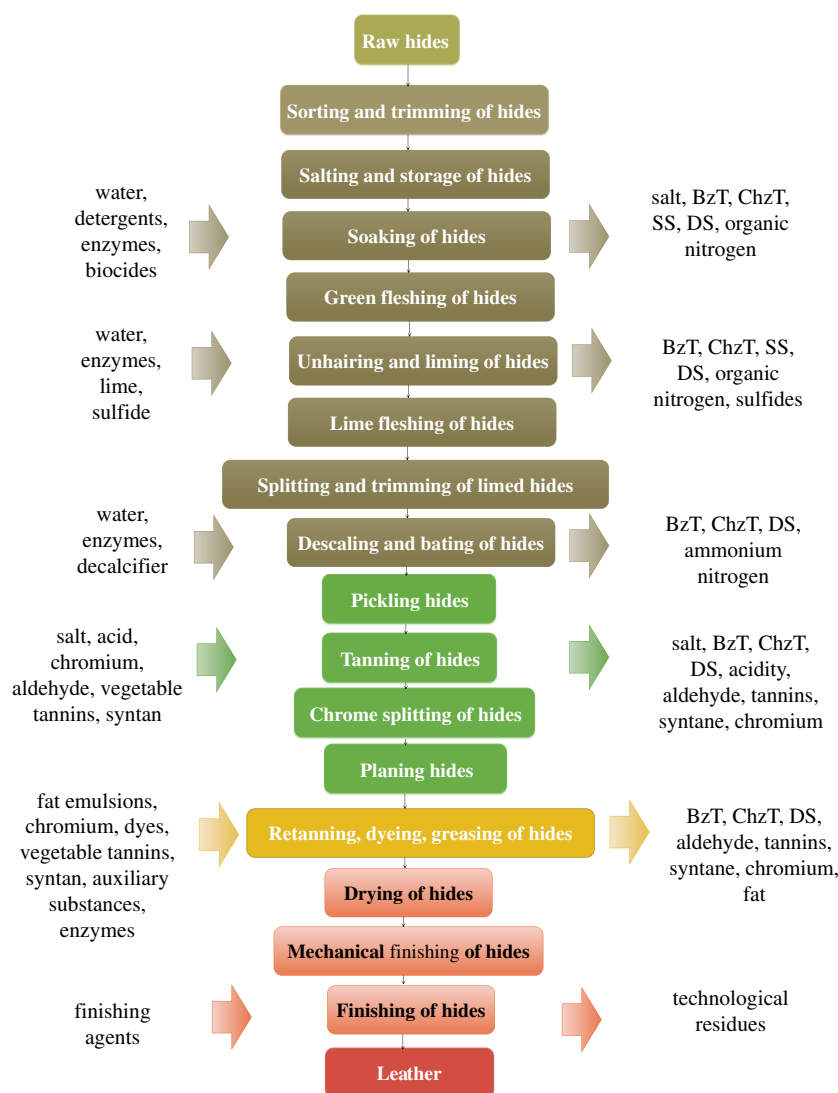 Raw hides
Sorting and trimming of hides
Salting and storage of hides
water,
detergents,
enzymes,
biocides
Soaking of hides
salt, BzT, ChzT,
SS, DS, organic
nitrogen
Green fleshing of hides
water,
enzymes,
lime,
sulfide
Unhairing and liming of hides
BzT, ChzT, SS,
DS, organic
nitrogen, sulfides
Lime fleshing of hides
Splitting and trimming of limed hides
water,
enzymes,
decalcifier
Descaling and bating of hides
BzT, ChzT, DS,
ammonium
nitrogen
Pickling hides
salt, acid,
chromium,
aldehyde, vegetable
tannins, syntan
Tanning of hides
salt, BzT, ChzT,
DS, acidity,
aldehyde, tannins,
syntane, chromium
Chrome splitting of hides
Planing hides
fat emulsions,
chromium, dyes,
vegetable tannins,
syntan, auxiliary
substances,
enzymes
Retanning, dyeing, greasing of hides
BzT, ChzT, DS,
aldehyde, tannins,
syntane, chromium,
fat
Drying of hides
Mechanical finishing of hides
finishing
agents
Finishing of hides
technological
residues
Leather